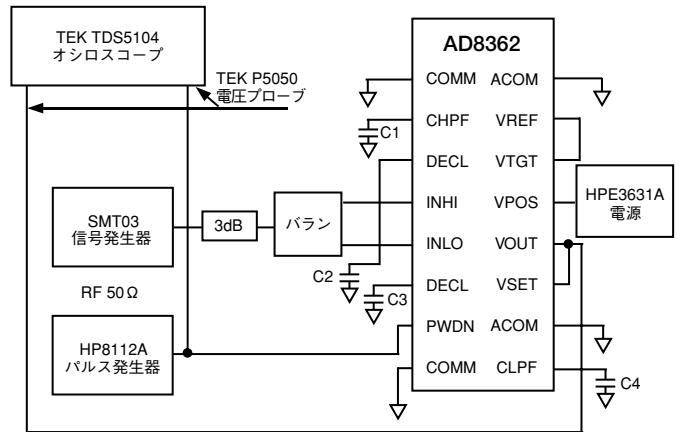 TEK TDS5104
オシロスコープ
TEK P5050
電圧プローブ
AD8362
COMM ACOM
CHPF VREF
C1
DECL VTGT
INHI VPOS
HPE3631A
電源
SMT03
信号発生器
3dB
バラン
INLO VOUT
C2
DECL VSET
C3
RF 50Ω
PWDN ACOM
HP8112A
パルス発生器
COMM CLPF
C4